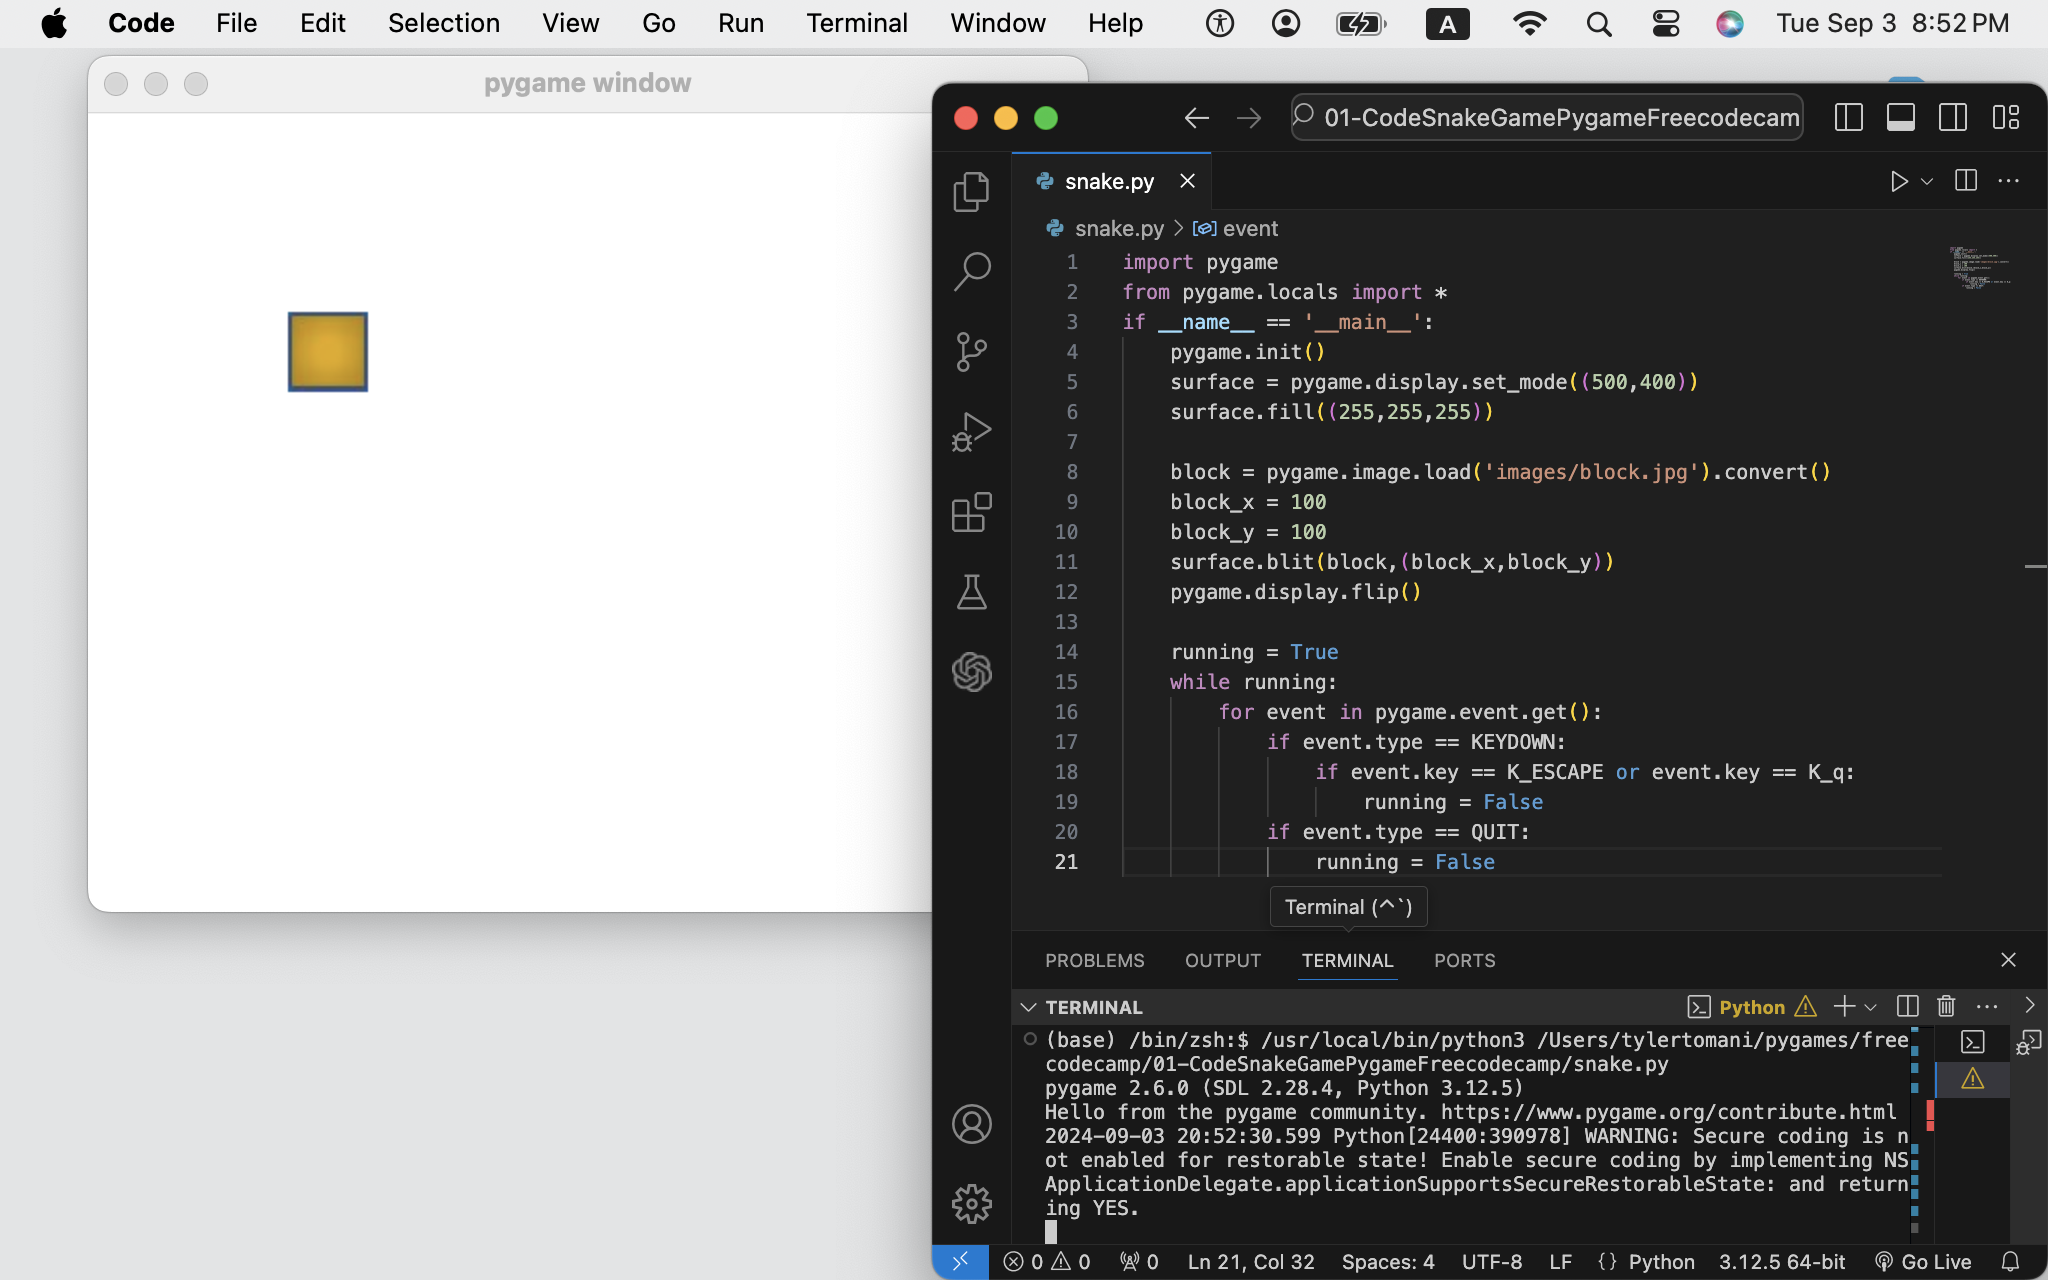 Code File Edit Selection View Go Run Terminal Window Help A Tue Sep 3 8:52 PM
pygame window
01-CodeSnakeGamePygameFreecodecam
snake.py
snake.py > event
1 import pygame
2 from pygame.locals import *
3 if __name__ == '__main__':
4 pygame.init()
5 surface = pygame.display.set_mode((500,400))
6 surface.fill((255,255,255))
7
8 block = pygame.image.load('images/block.jpg').convert()
9 block_x = 100
10 block_y = 100
11 surface.blit(block,(block_x,block_y))
12 pygame.display.flip()
13
14 running = True
15 while running:
16 for event in pygame.event.get():
17 if event.type == KEYDOWN:
18 if event.key == K_ESCAPE or event.key == K_q:
19 running = False
20 if event.type == QUIT:
21 running = False
Terminal (^`)
PROBLEMS OUTPUT TERMINAL PORTS
TERMINAL Python
(base) /bin/zsh:$ /usr/local/bin/python3 /Users/tylertomani/pygames/free
codecamp/01-CodeSnakeGamePygameFreecodecamp/snake.py
pygame 2.6.0 (SDL 2.28.4, Python 3.12.5)
Hello from the pygame community. https://www.pygame.org/contribute.html
2024-09-03 20:52:30.599 Python[24400:390978] WARNING: Secure coding is n
ot enabled for restorable state! Enable secure coding by implementing NS
ApplicationDelegate.applicationSupportsSecureRestorableState: and return
ing YES.
0 0 0 Ln 21, Col 32 Spaces: 4 UTF-8 LF {} Python 3.12.5 64-bit Go Live